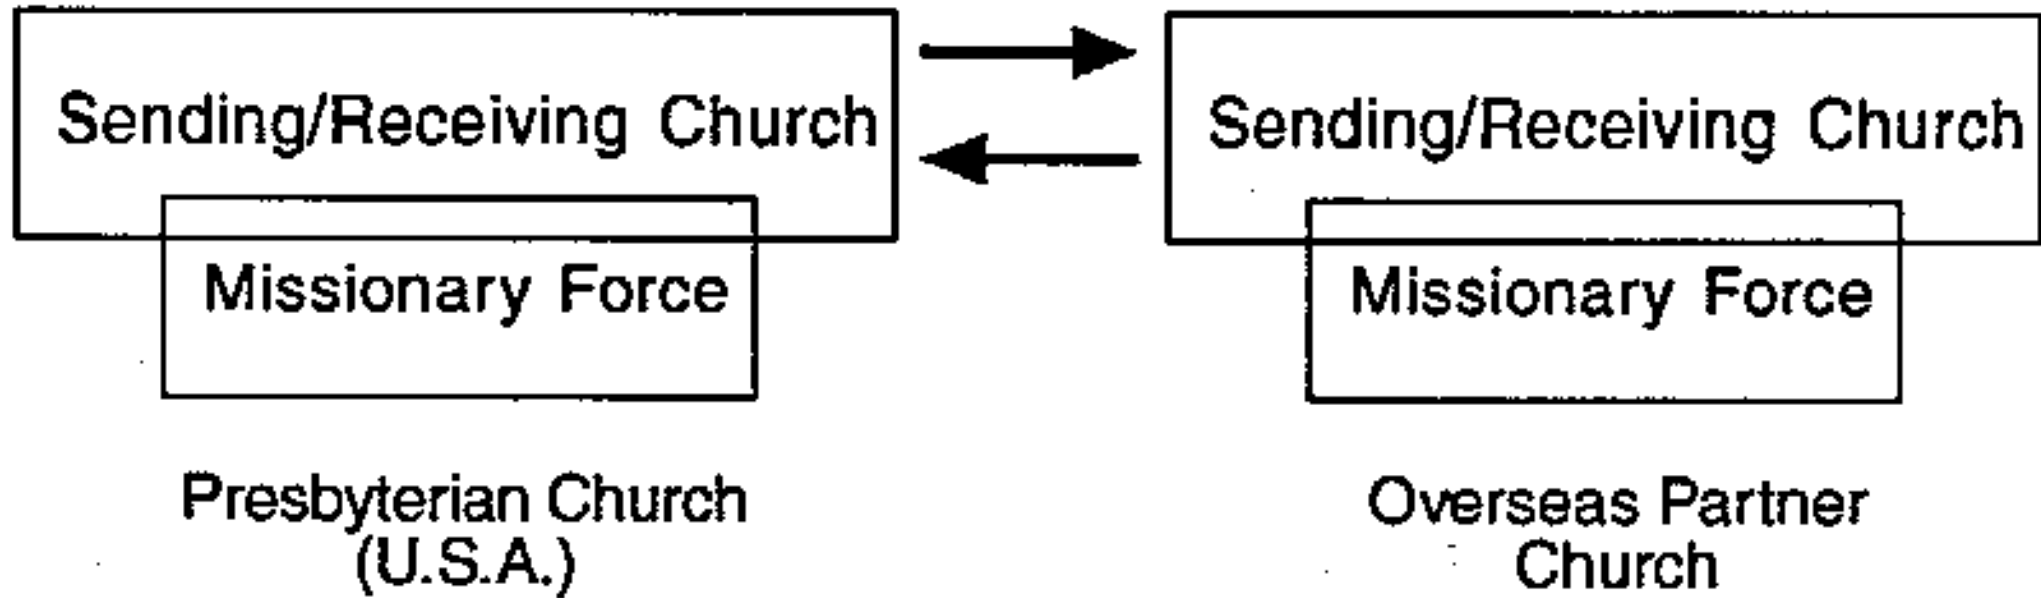 Sending/Receiving Church
Missionary Force
Presbyterian Church
(U.S.A.)
Sending/Receiving Church
Missionary Force
Overseas Partner
Church